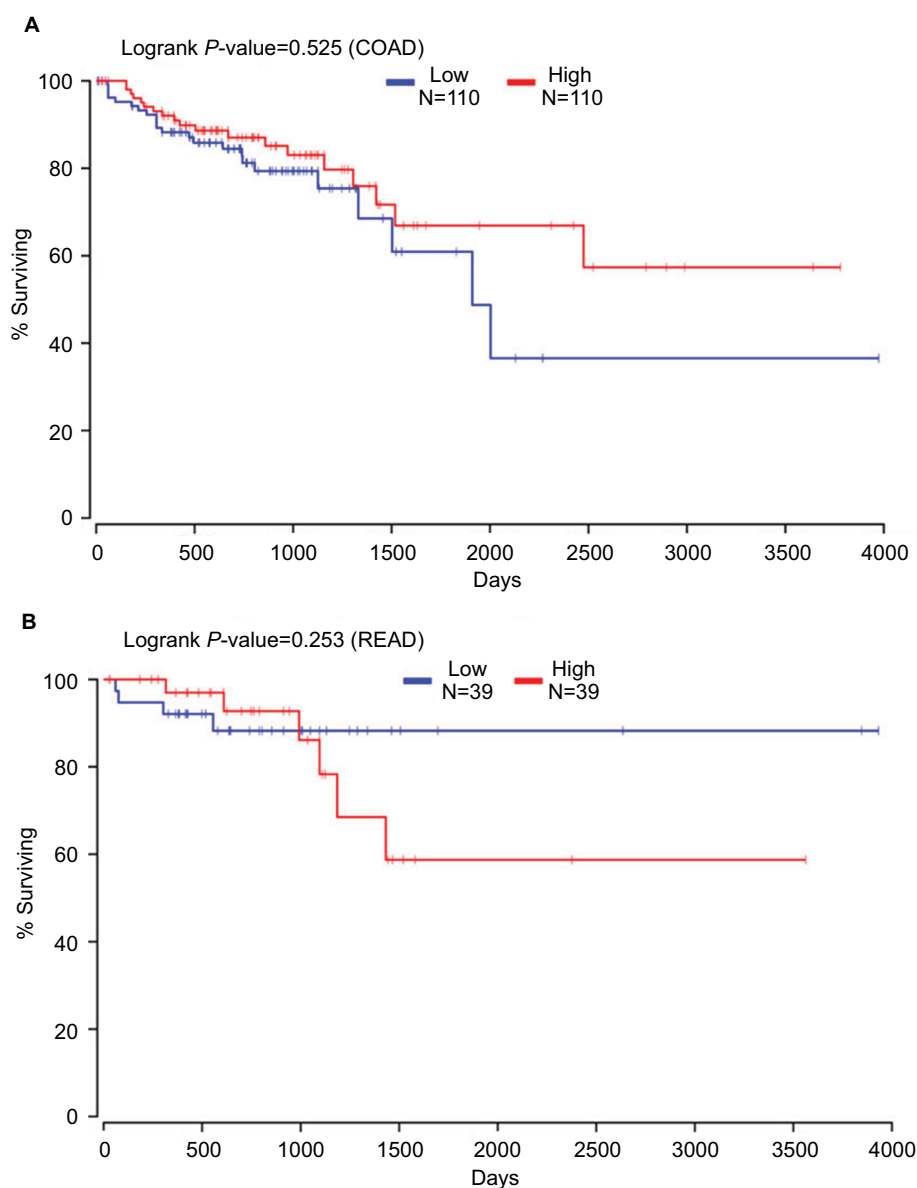 A
Logrank P-value=0.525 (COAD)
Low
N=110
High
N=110
% Surviving
100
80
60
40
20
0
0 500 1000 1500 2000 2500 3000 3500 4000
Days
B
Logrank P-value=0.253 (READ)
Low
N=39
High
N=39
% Surviving
100
80
60
40
20
0
0 500 1000 1500 2000 2500 3000 3500 4000
Days